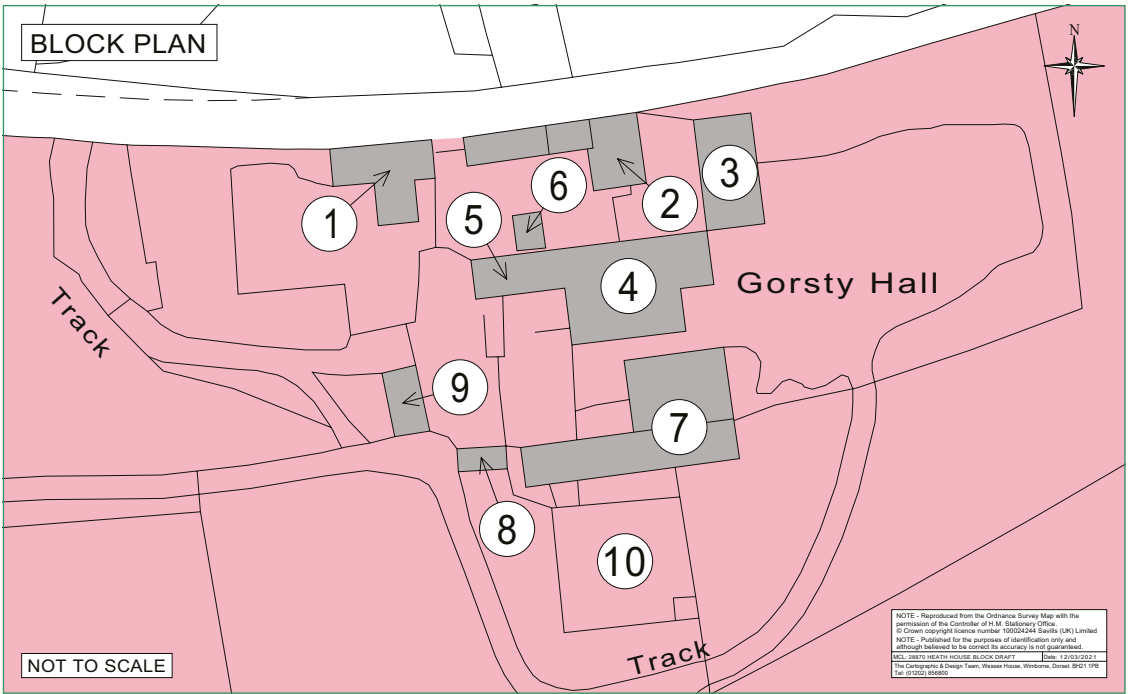 BLOCK PLAN
N
1
2
3
6
5
4
Gorsty Hall
Track
9
7
8
10
Track
NOT TO SCALE
NOTE - Reproduced from the Ordnance Survey Map with the
permission of the Controller of H.M. Stationery Office.
© Crown copyright licence number 100024244 Savills (UK) Limited
NOTE - Published for the purposes of identification only and
although believed to be correct its accuracy is not guaranteed.
MCL: 28870 HEATH HOUSE BLOCK DRAFT Date: 12/03/2021
The Cartographic & Design Team, Wessex House, Wimborne, Dorset. BH21 1PB
Tel: (01202) 856800